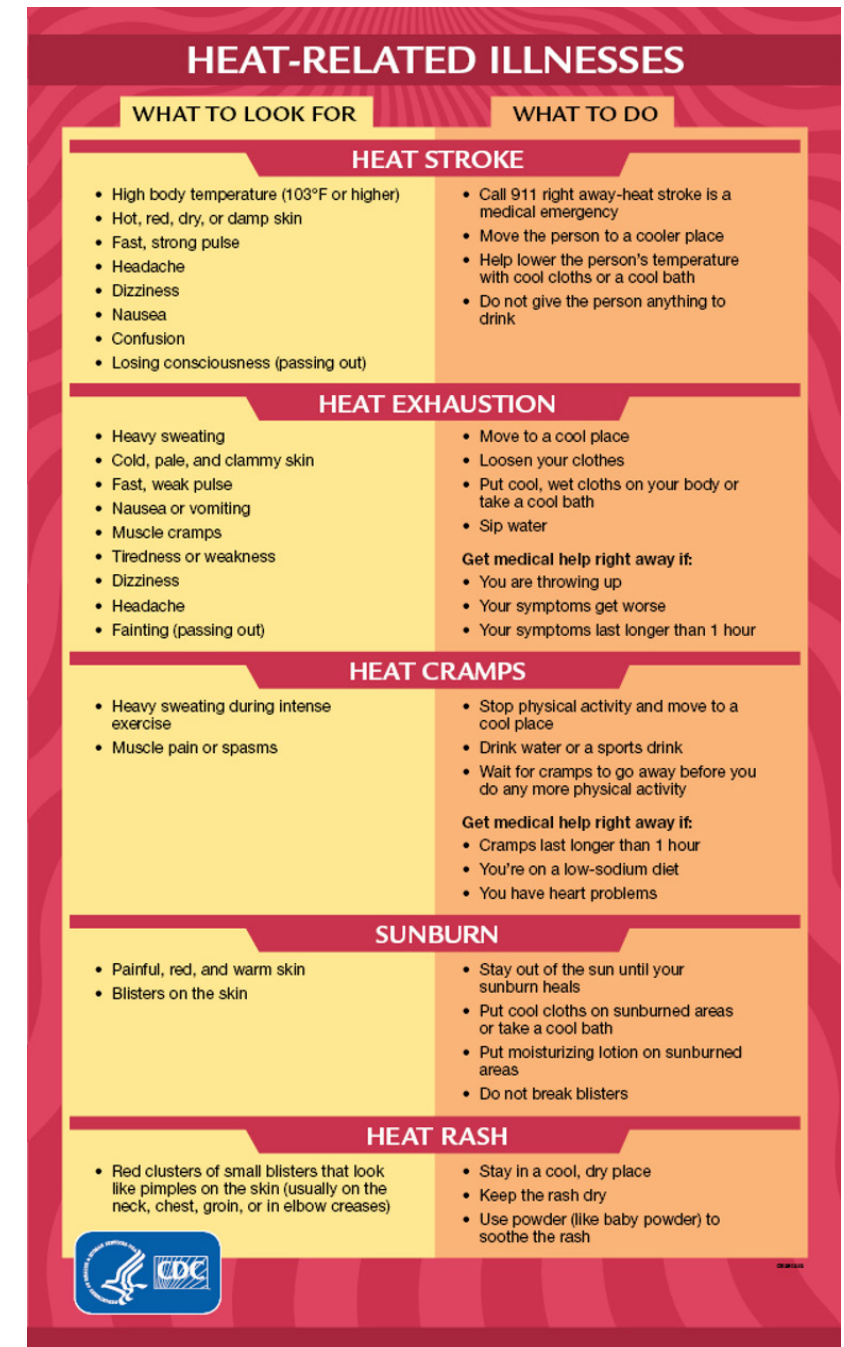 HEAT-RELATED ILLNESSES
WHAT TO LOOK FOR
WHAT TO DO
HEAT STROKE
• High body temperature (103°F or higher)
• Hot, red, dry, or damp skin
• Fast, strong pulse
• Headache
• Dizziness
• Nausea
• Confusion
• Losing consciousness (passing out)
• Call 911 right away-heat stroke is a
medical emergency
• Move the person to a cooler place
• Help lower the person's temperature
with cool cloths or a cool bath
• Do not give the person anything to
drink
HEAT EXHAUSTION
• Heavy sweating
• Cold, pale, and clammy skin
• Fast, weak pulse
• Nausea or vomiting
• Muscle cramps
• Tiredness or weakness
• Dizziness
• Headache
• Fainting (passing out)
• Move to a cool place
• Loosen your clothes
• Put cool, wet cloths on your body or
take a cool bath
• Sip water
Get medical help right away if:
• You are throwing up
• Your symptoms get worse
• Your symptoms last longer than 1 hour
HEAT CRAMPS
• Heavy sweating during intense
exercise
• Muscle pain or spasms
• Stop physical activity and move to a
cool place
• Drink water or a sports drink
• Wait for cramps to go away before you
do any more physical activity
Get medical help right away if:
• Cramps last longer than 1 hour
• You're on a low-sodium diet
• You have heart problems
SUNBURN
• Painful, red, and warm skin
• Blisters on the skin
• Stay out of the sun until your
sunburn heals
• Put cool cloths on sunburned areas
or take a cool bath
• Put moisturizing lotion on sunburned
areas
• Do not break blisters
HEAT RASH
• Red clusters of small blisters that look
like pimples on the skin (usually on the
neck, chest, groin, or in elbow creases)
• Stay in a cool, dry place
• Keep the rash dry
• Use powder (like baby powder) to
soothe the rash
CDC